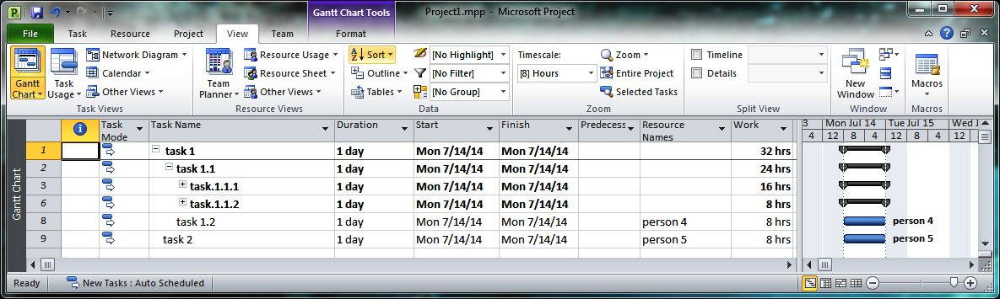 Gantt Chart Tools
Project1.mpp - Microsoft Project
File Task Resource Project View Team Format
Gantt Chart
Task Usage
Network Diagram
Calendar
Other Views
Task Views
Team Planner
Resource Usage
Resource Sheet
Other Views
Resource Views
Sort
Outline
Tables
[No Highlight]
[No Filter]
[No Group]
Data
Timescale:
[8] Hours
Zoom
Entire Project
Selected Tasks
Zoom
Timeline
Details
Split View
New Window
Window
Macros
Macros
Gantt Chart
Task Mode Task Name Duration Start Finish Predecess Resource Names Work
1 task 1 1 day Mon 7/14/14 Mon 7/14/14 32 hrs
2 task 1.1 1 day Mon 7/14/14 Mon 7/14/14 24 hrs
3 task.1.1.1 1 day Mon 7/14/14 Mon 7/14/14 16 hrs
6 task.1.1.2 1 day Mon 7/14/14 Mon 7/14/14 8 hrs
8 task 1.2 1 day Mon 7/14/14 Mon 7/14/14 person 4 8 hrs
9 task 2 1 day Mon 7/14/14 Mon 7/14/14 person 5 8 hrs
3 Mon Jul 14 Tue Jul 15 Wed J
4 12 8 4 12 8 4 12 8
person 4
person 5
Ready New Tasks : Auto Scheduled